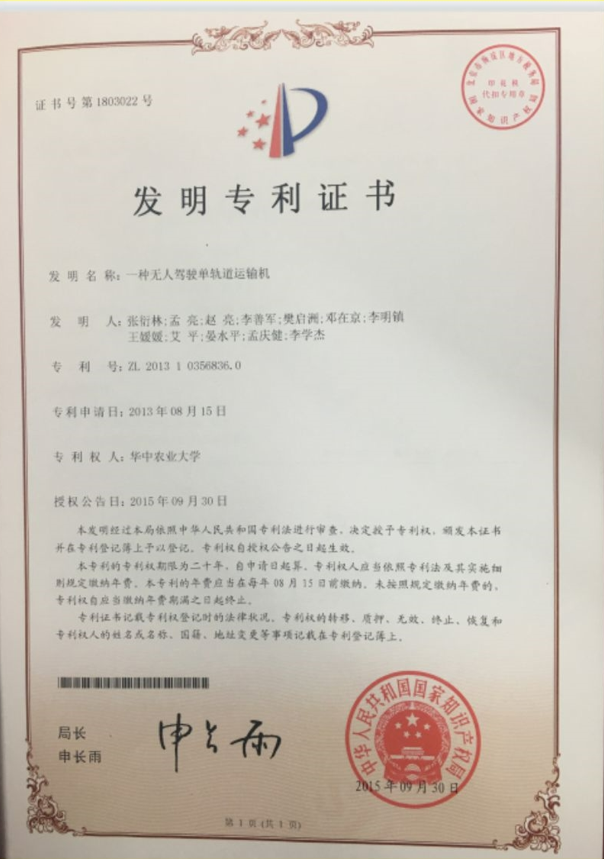 证书号第1803022号
印花税
代扣专用章
发明专利证书
发明名称：一种无人驾驶单轨道运输机
发明人：张衍林;孟亮;赵亮;李善军;樊启洲;邓在京;李明镇
王媛媛;艾平;晏水平;孟庆健;李学杰
专利号：ZL 2013 1 0356836.0
专利申请日：2013年08月15日
专利权人：华中农业大学
授权公告日：2015年09月30日
本发明经过本局依照中华人民共和国专利法进行审查，决定授予专利权，颁发本证书
并在专利登记簿上予以登记。专利权自授权公告之日起生效。
本专利的专利权期限为二十年，自申请日起算。专利权人应当依照专利法及其实施细
则规定缴纳年费。本专利的年费应当在每年08月15日前缴纳。未按照规定缴纳年费的，
专利权自应当缴纳年费期满之日起终止。
专利证书记载专利权登记时的法律状况。专利权的转移、质押、无效、终止、恢复和
专利权人的姓名或名称、国籍、地址变更等事项记载在专利登记簿上。
局长
申长雨
申长雨
中华人民共和国国家知识产权局
2015年09月30日
第1页(共1页)